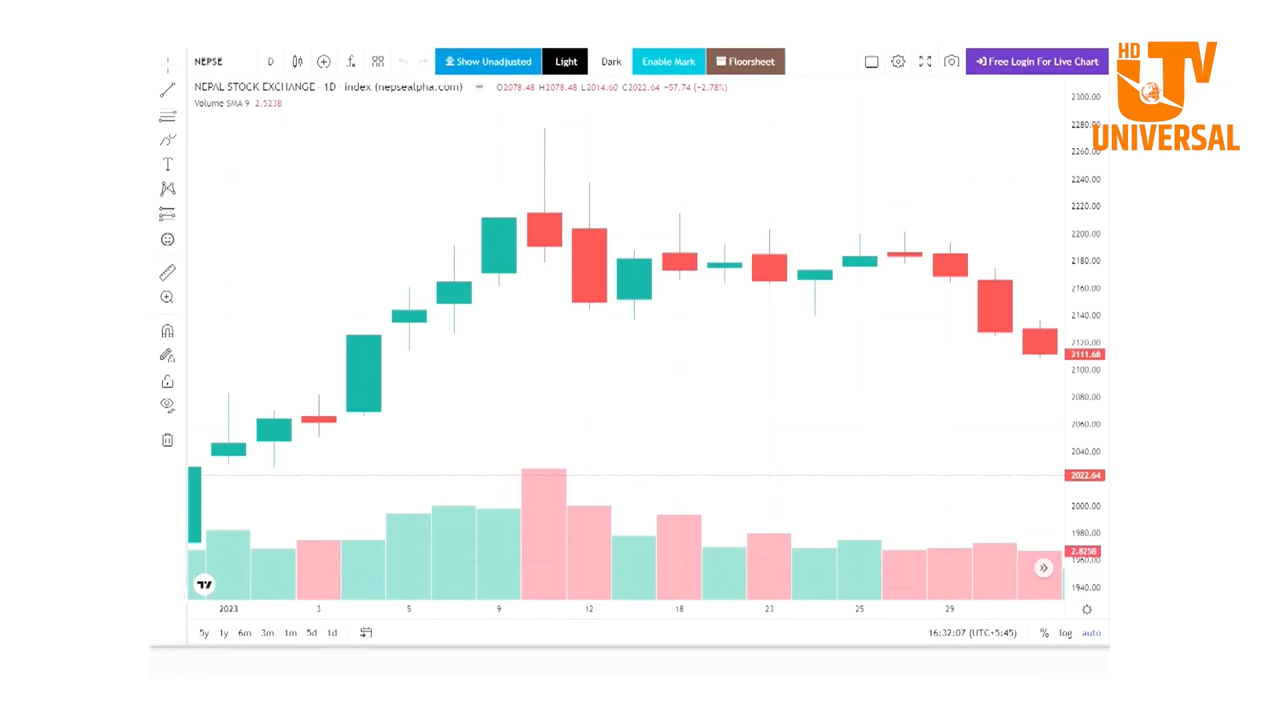 NEPSE D Show Unadjusted Light Dark Enable Mark Floorsheet Free Login For Live Chart
HD
UTV
UNIVERSAL
NEPAL STOCK EXCHANGE · 1D · index (nepsealpha.com) O2078.48 H2078.48 L2014.60 C2022.64 −57.74 (−2.78%)
Volume SMA 9 2.523B
2300.00
2280.00
2260.00
2240.00
2220.00
2200.00
2180.00
2160.00
2140.00
2120.00
2111.68
2100.00
2080.00
2060.00
2040.00
2022.64
2000.00
1980.00
2.825B
1960.00
1940.00
2023 3 5 9 12 18 23 25 29
5y 1y 6m 3m 1m 5d 1d 16:32:07 (UTC+5:45) % log auto